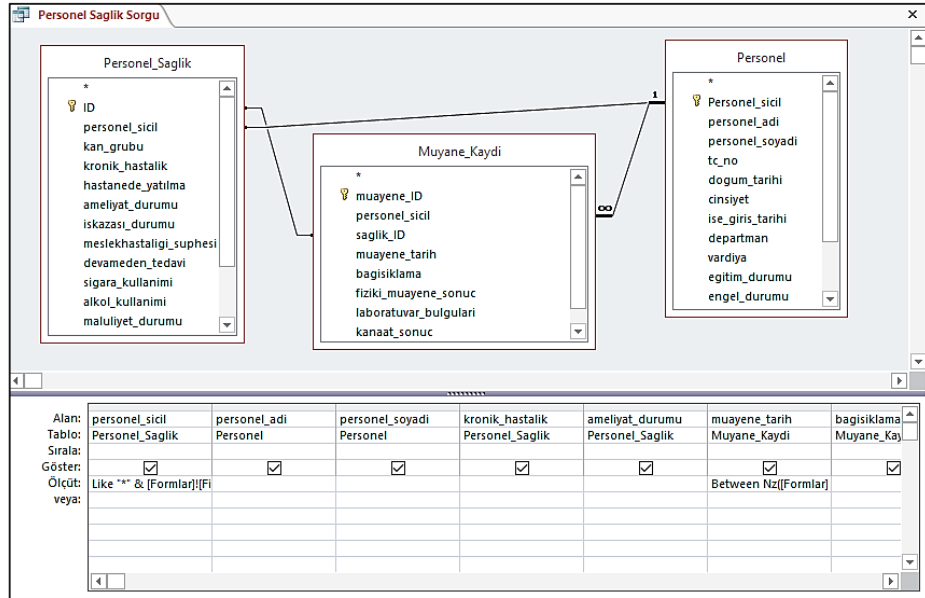 Personel Saglik Sorgu
Personel_Saglik
*
ID
personel_sicil
kan_grubu
kronik_hastalik
hastanede_yatılma
ameliyat_durumu
iskazası_durumu
meslekhastaligi_suphesi
devameden_tedavi
sigara_kullanimi
alkol_kullanimi
maluliyet_durumu
Muyane_Kaydi
*
muayene_ID
personel_sicil
saglik_ID
muayene_tarih
bagisiklama
fiziki_muayene_sonuc
laboratuvar_bulgulari
kanaat_sonuc
1
∞
Personel
*
Personel_sicil
personel_adi
personel_soyadi
tc_no
dogum_tarihi
cinsiyet
ise_giris_tarihi
departman
vardiya
egitim_durumu
engel_durumu
Alan: personel_sicil personel_adi personel_soyadi kronik_hastalik ameliyat_durumu muayene_tarih bagisiklama
Tablo: Personel_Saglik Personel Personel Personel_Saglik Personel_Saglik Muyane_Kaydi Muyane_Kay
Sırala:
Göster:
Ölçüt: Like "*" & [Formlar]![Fi Between Nz([Formlar]
veya: